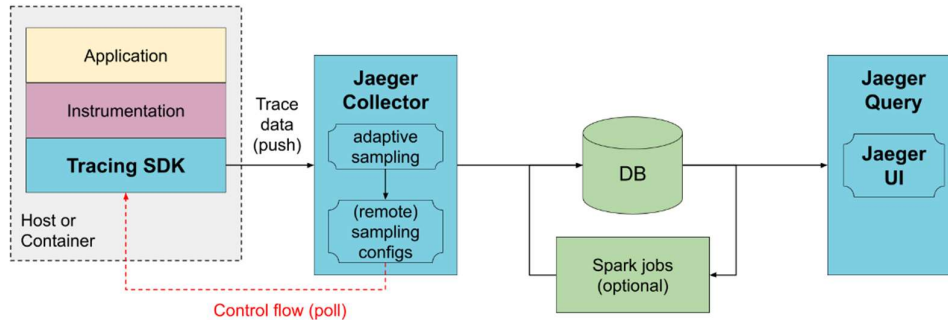 Application
Instrumentation
Tracing SDK
Host or
Container
Trace
data
(push)
Jaeger
Collector
adaptive
sampling
(remote)
sampling
configs
Control flow (poll)
DB
Spark jobs
(optional)
Jaeger
Query
Jaeger
UI